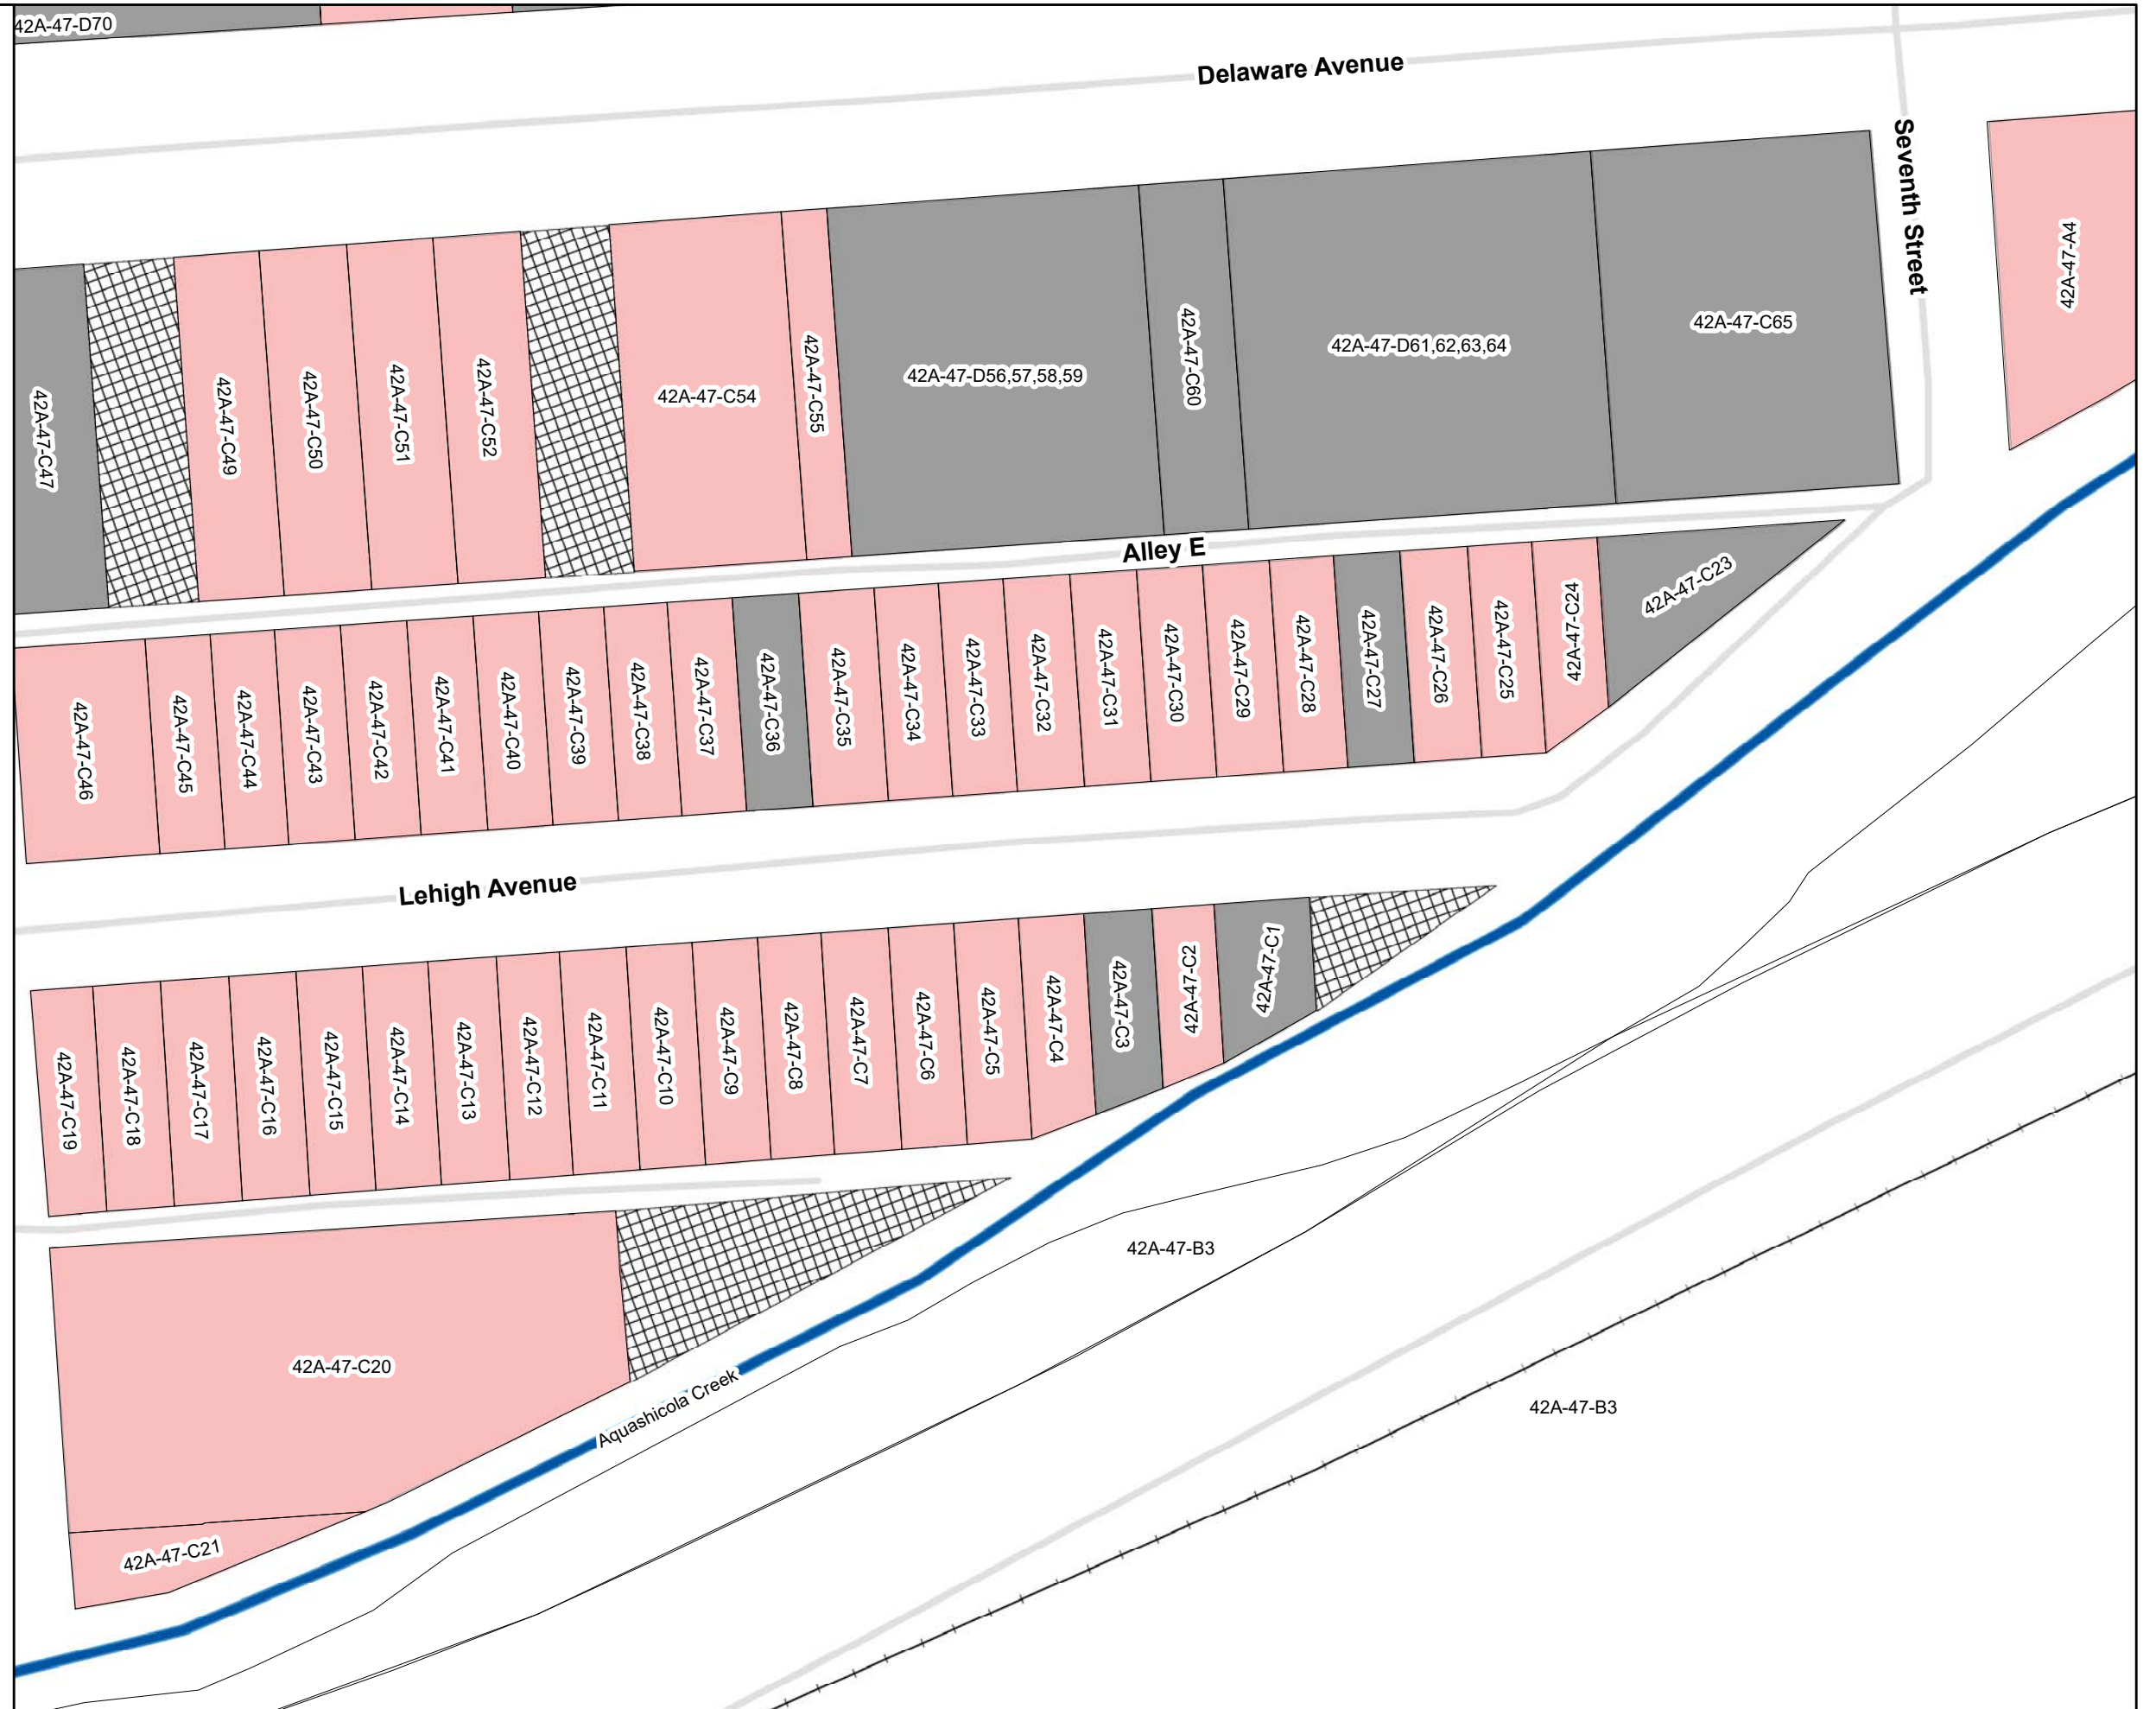 42A-47-D70
Delaware Avenue
Seventh Street
42A-47-A4
42A-47-C47
42A-47-C49
42A-47-C50
42A-47-C51
42A-47-C52
42A-47-C54
42A-47-C55
42A-47-D56,57,58,59
42A-47-C60
42A-47-D61,62,63,64
42A-47-C65
Alley E
42A-47-C46
42A-47-C45
42A-47-C44
42A-47-C43
42A-47-C42
42A-47-C41
42A-47-C40
42A-47-C39
42A-47-C38
42A-47-C37
42A-47-C36
42A-47-C35
42A-47-C34
42A-47-C33
42A-47-C32
42A-47-C31
42A-47-C30
42A-47-C29
42A-47-C28
42A-47-C27
42A-47-C26
42A-47-C25
42A-47-C24
42A-47-C23
Lehigh Avenue
42A-47-C19
42A-47-C18
42A-47-C17
42A-47-C16
42A-47-C15
42A-47-C14
42A-47-C13
42A-47-C12
42A-47-C11
42A-47-C10
42A-47-C9
42A-47-C8
42A-47-C7
42A-47-C6
42A-47-C5
42A-47-C4
42A-47-C3
42A-47-C2
42A-47-C1
42A-47-B3
42A-47-C20
Aquashicola Creek
42A-47-B3
42A-47-C21